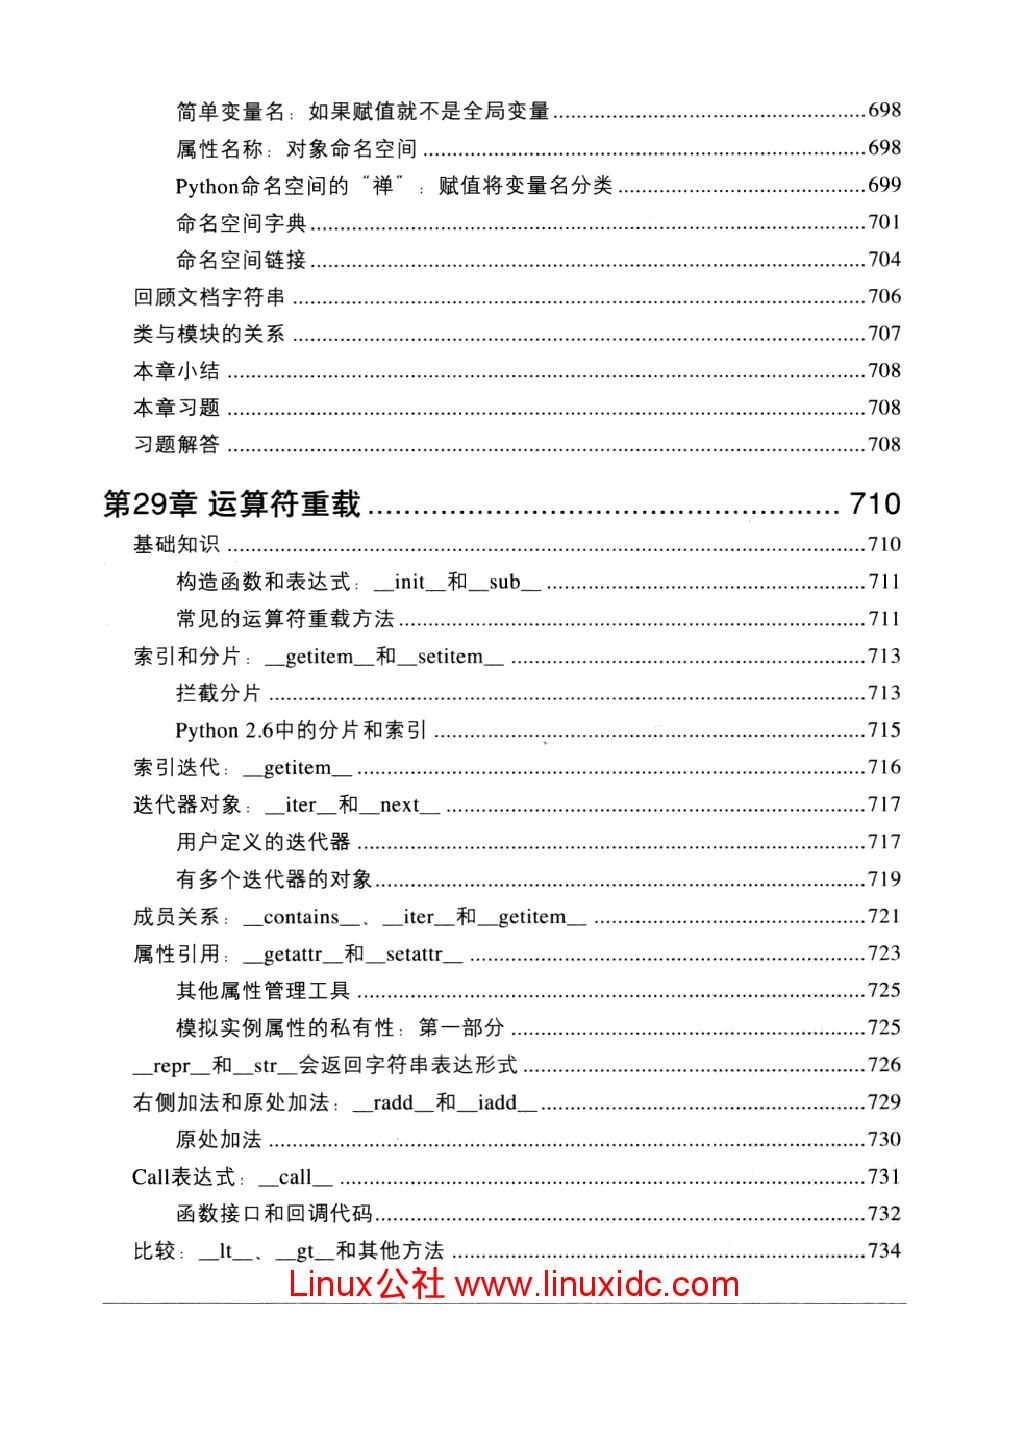 简单变量名：如果赋值就不是全局变量......698
属性名称：对象命名空间......698
Python命名空间的“禅”：赋值将变量名分类......699
命名空间字典......701
命名空间链接......704
回顾文档字符串......706
类与模块的关系......707
本章小结......708
本章习题......708
习题解答......708
第29章 运算符重载......710
基础知识......710
构造函数和表达式：__init__和__sub__......711
常见的运算符重载方法......711
索引和分片：__getitem__和__setitem__......713
拦截分片......713
Python 2.6中的分片和索引......715
索引迭代：__getitem__......716
迭代器对象：__iter__和__next__......717
用户定义的迭代器......717
有多个迭代器的对象......719
成员关系：__contains__、__iter__和__getitem__......721
属性引用：__getattr__和__setattr__......723
其他属性管理工具......725
模拟实例属性的私有性：第一部分......725
__repr__和__str__会返回字符串表达形式......726
右侧加法和原处加法：__radd__和__iadd__......729
原处加法......730
Call表达式：__call__......731
函数接口和回调代码......732
比较：__lt__、__gt__和其他方法......734
Linux公社 www.linuxidc.com